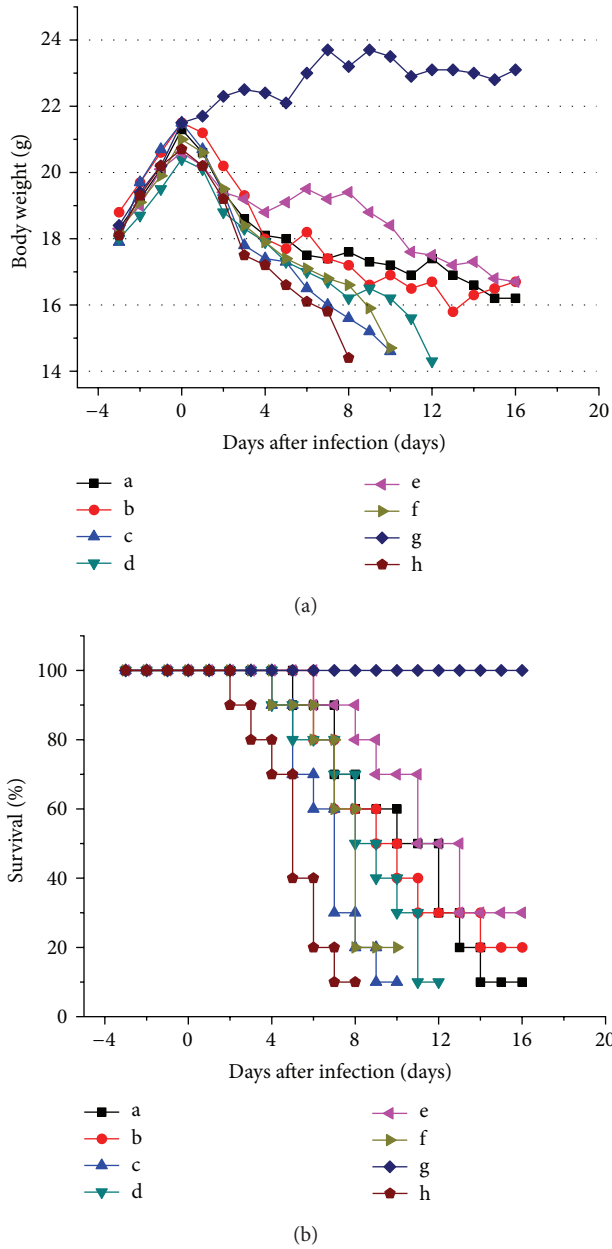 24
22
20
18
16
14
Body weight (g)
−4 0 4 8 12 16 20
Days after infection (days)
a e
b f
c g
d h
(a)
100
80
60
40
20
0
Survival (%)
−4 0 4 8 12 16 20
Days after infection (days)
a e
b f
c g
d h
(b)